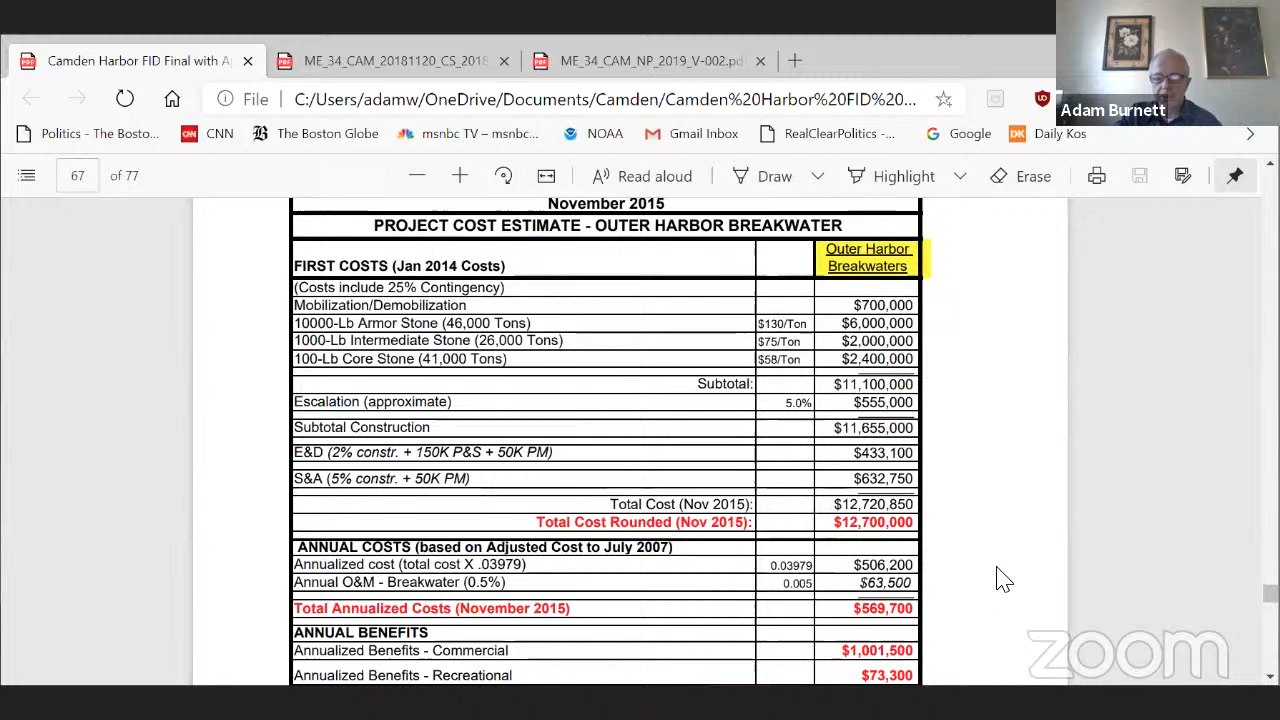 Camden Harbor FID Final with A
ME_34_CAM_20181120_CS_2018
ME_34_CAM_NP_2019_V-002.pd
File C:/Users/adamw/OneDrive/Documents/Camden/Camden%20Harbor%20FID%20...
Adam Burnett
Politics - The Bosto... CNN The Boston Globe msnbc TV – msnbc... NOAA Gmail Inbox RealClearPolitics -... Google Daily Kos
67 of 77 Read aloud Draw Highlight Erase
November 2015
PROJECT COST ESTIMATE - OUTER HARBOR BREAKWATER
FIRST COSTS (Jan 2014 Costs) Outer Harbor Breakwaters
(Costs include 25% Contingency)
Mobilization/Demobilization $700,000
10000-Lb Armor Stone (46,000 Tons) $130/Ton $6,000,000
1000-Lb Intermediate Stone (26,000 Tons) $75/Ton $2,000,000
100-Lb Core Stone (41,000 Tons) $58/Ton $2,400,000
Subtotal: $11,100,000
Escalation (approximate) 5.0% $555,000
Subtotal Construction $11,655,000
E&D (2% constr. + 150K P&S + 50K PM) $433,100
S&A (5% constr. + 50K PM) $632,750
Total Cost (Nov 2015): $12,720,850
Total Cost Rounded (Nov 2015): $12,700,000
ANNUAL COSTS (based on Adjusted Cost to July 2007)
Annualized cost (total cost X .03979) 0.03979 $506,200
Annual O&M - Breakwater (0.5%) 0.005 $63,500
Total Annualized Costs (November 2015) $569,700
ANNUAL BENEFITS
Annualized Benefits - Commercial $1,001,500
Annualized Benefits - Recreational $73,300
zoom